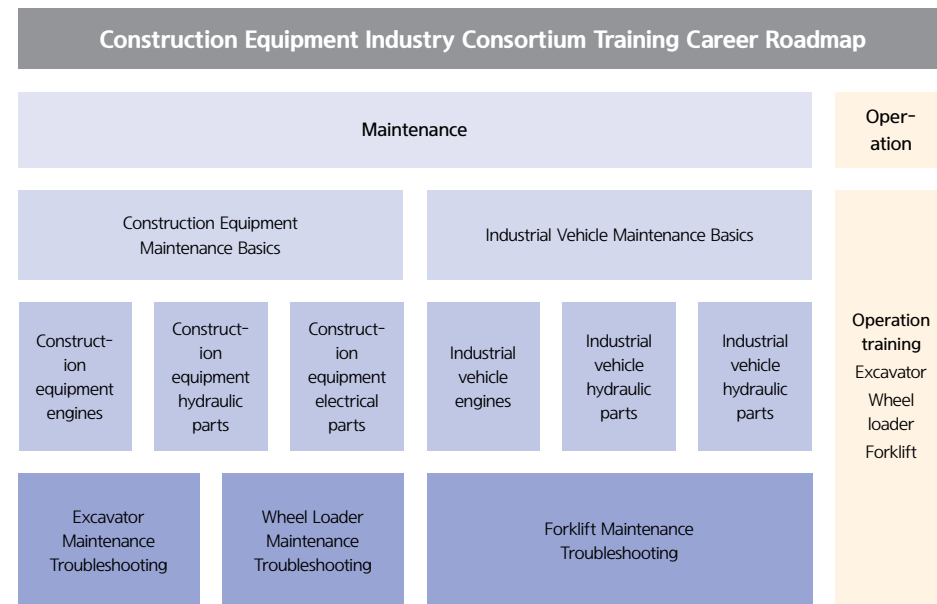 Construction Equipment Industry Consortium Training Career Roadmap
Maintenance
Oper-
ation
Construction Equipment
Maintenance Basics
Industrial Vehicle Maintenance Basics
Construct-
ion
equipment
engines
Construct-
ion
equipment
hydraulic
parts
Construct-
ion
equipment
electrical
parts
Industrial
vehicle
engines
Industrial
vehicle
hydraulic
parts
Industrial
vehicle
hydraulic
parts
Operation
training
Excavator
Wheel
loader
Forklift
Excavator
Maintenance
Troubleshooting
Wheel Loader
Maintenance
Troubleshooting
Forklift Maintenance
Troubleshooting